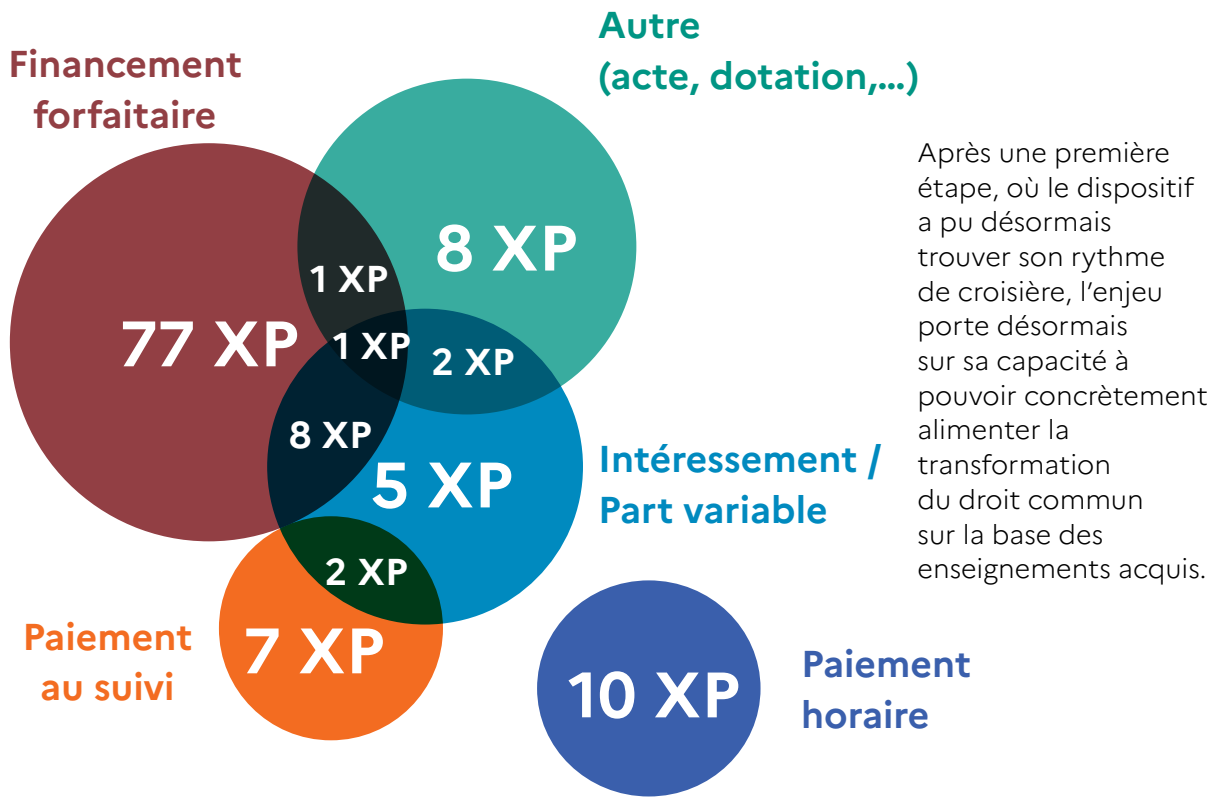 Autre
(acte, dotation,...)
Financement
forfaitaire
8 XP
1 XP
77 XP
1 XP
2 XP
8 XP
5 XP
Intéressement /
Part variable
2 XP
7 XP
Paiement
au suivi
10 XP
Paiement
horaire
Après une première
étape, où le dispositif
a pu désormais
trouver son rythme
de croisière, l’enjeu
porte désormais
sur sa capacité à
pouvoir concrètement
alimenter la
transformation
du droit commun
sur la base des
enseignements acquis.